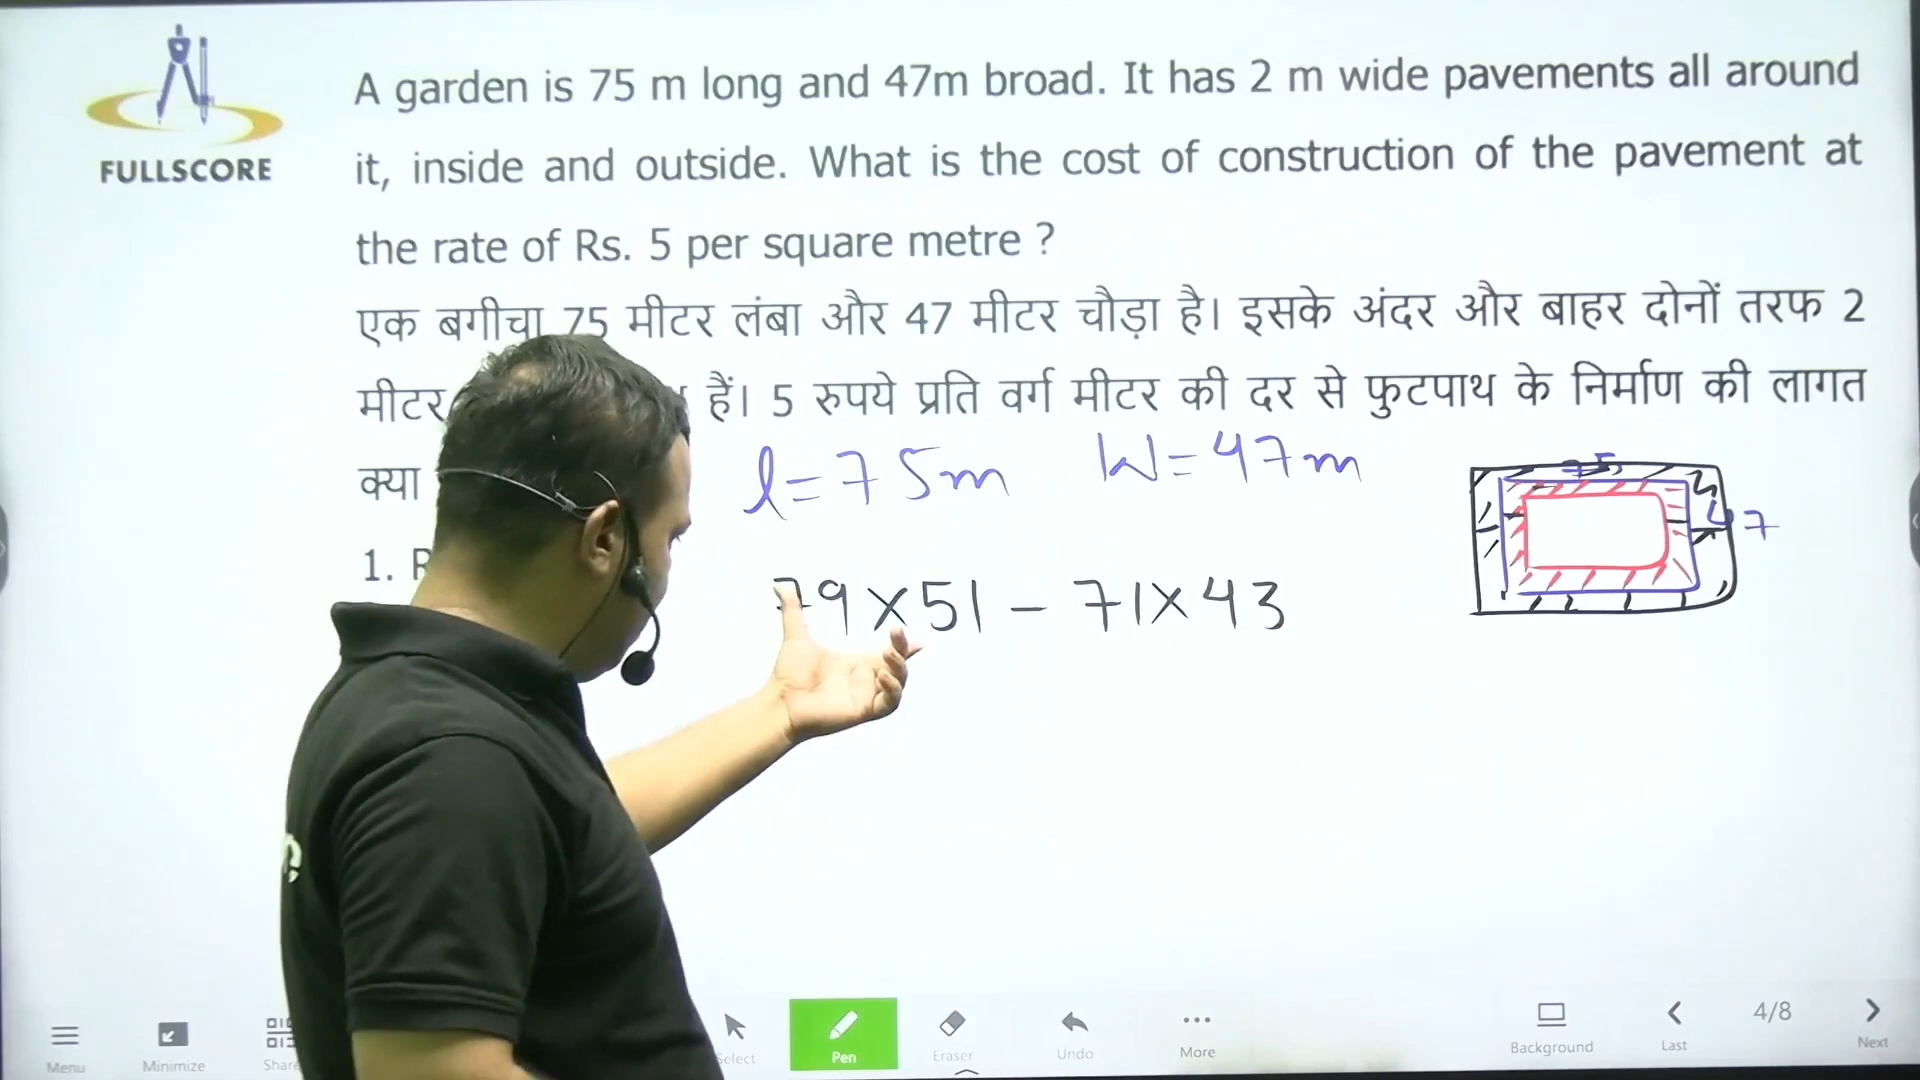 FULLSCORE
A garden is 75 m long and 47m broad. It has 2 m wide pavements all around
it, inside and outside. What is the cost of construction of the pavement at
the rate of Rs. 5 per square metre ?
एक बगीचा 75 मीटर लंबा और 47 मीटर चौड़ा है। इसके अंदर और बाहर दोनों तरफ 2
मीटर हैं। 5 रुपये प्रति वर्ग मीटर की दर से फुटपाथ के निर्माण की लागत
क्या
l=75m W=47m
75
47
1.
79×51-71×43
Menu
Minimize
Share
Select
Pen
Eraser
Undo
More
Background
Last
4/8
Next